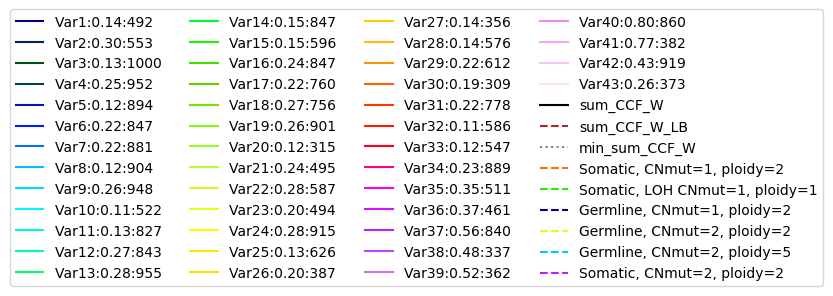 Var1:0.14:492
Var2:0.30:553
Var3:0.13:1000
Var4:0.25:952
Var5:0.12:894
Var6:0.22:847
Var7:0.22:881
Var8:0.12:904
Var9:0.26:948
Var10:0.11:522
Var11:0.13:827
Var12:0.27:843
Var13:0.28:955
Var14:0.15:847
Var15:0.15:596
Var16:0.24:847
Var17:0.22:760
Var18:0.27:756
Var19:0.26:901
Var20:0.12:315
Var21:0.24:495
Var22:0.28:587
Var23:0.20:494
Var24:0.28:915
Var25:0.13:626
Var26:0.20:387
Var27:0.14:356
Var28:0.14:576
Var29:0.22:612
Var30:0.19:309
Var31:0.22:778
Var32:0.11:586
Var33:0.12:547
Var34:0.23:889
Var35:0.35:511
Var36:0.37:461
Var37:0.56:840
Var38:0.48:337
Var39:0.52:362
Var40:0.80:860
Var41:0.77:382
Var42:0.43:919
Var43:0.26:373
sum_CCF_W
sum_CCF_W_LB
min_sum_CCF_W
Somatic, CNmut=1, ploidy=2
Somatic, LOH CNmut=1, ploidy=1
Germline, CNmut=1, ploidy=2
Germline, CNmut=2, ploidy=2
Germline, CNmut=2, ploidy=5
Somatic, CNmut=2, ploidy=2